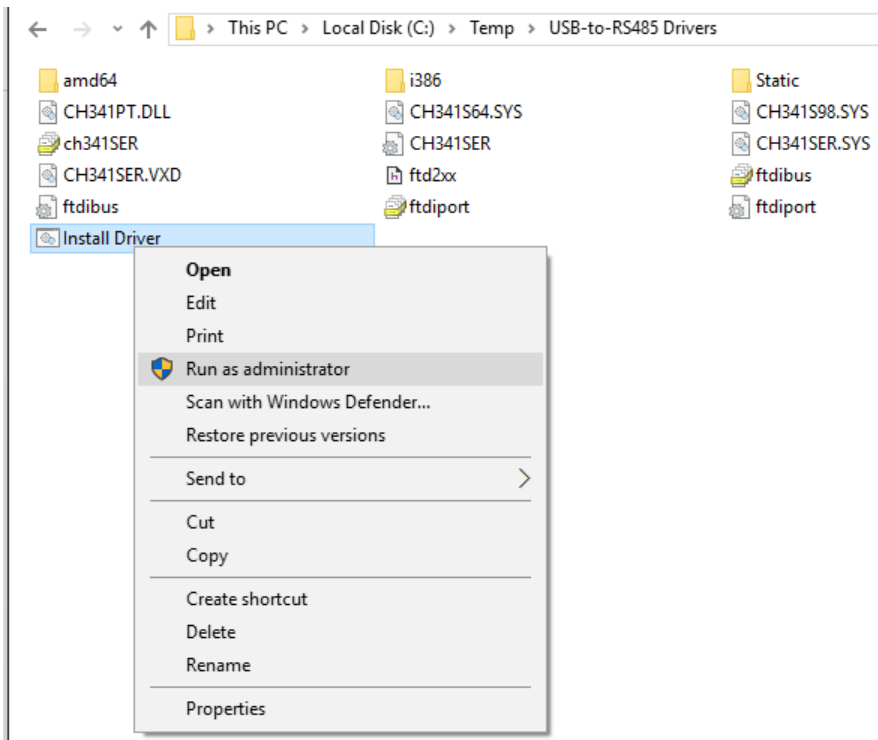 This PC > Local Disk (C:) > Temp > USB-to-RS485 Drivers
amd64 i386 Static
CH341PT.DLL CH341S64.SYS CH341S98.SYS
ch341SER CH341SER CH341SER.SYS
CH341SER.VXD ftd2xx ftdibus
ftdibus ftdiport ftdiport
Install Driver
Open
Edit
Print
Run as administrator
Scan with Windows Defender...
Restore previous versions
Send to
Cut
Copy
Create shortcut
Delete
Rename
Properties